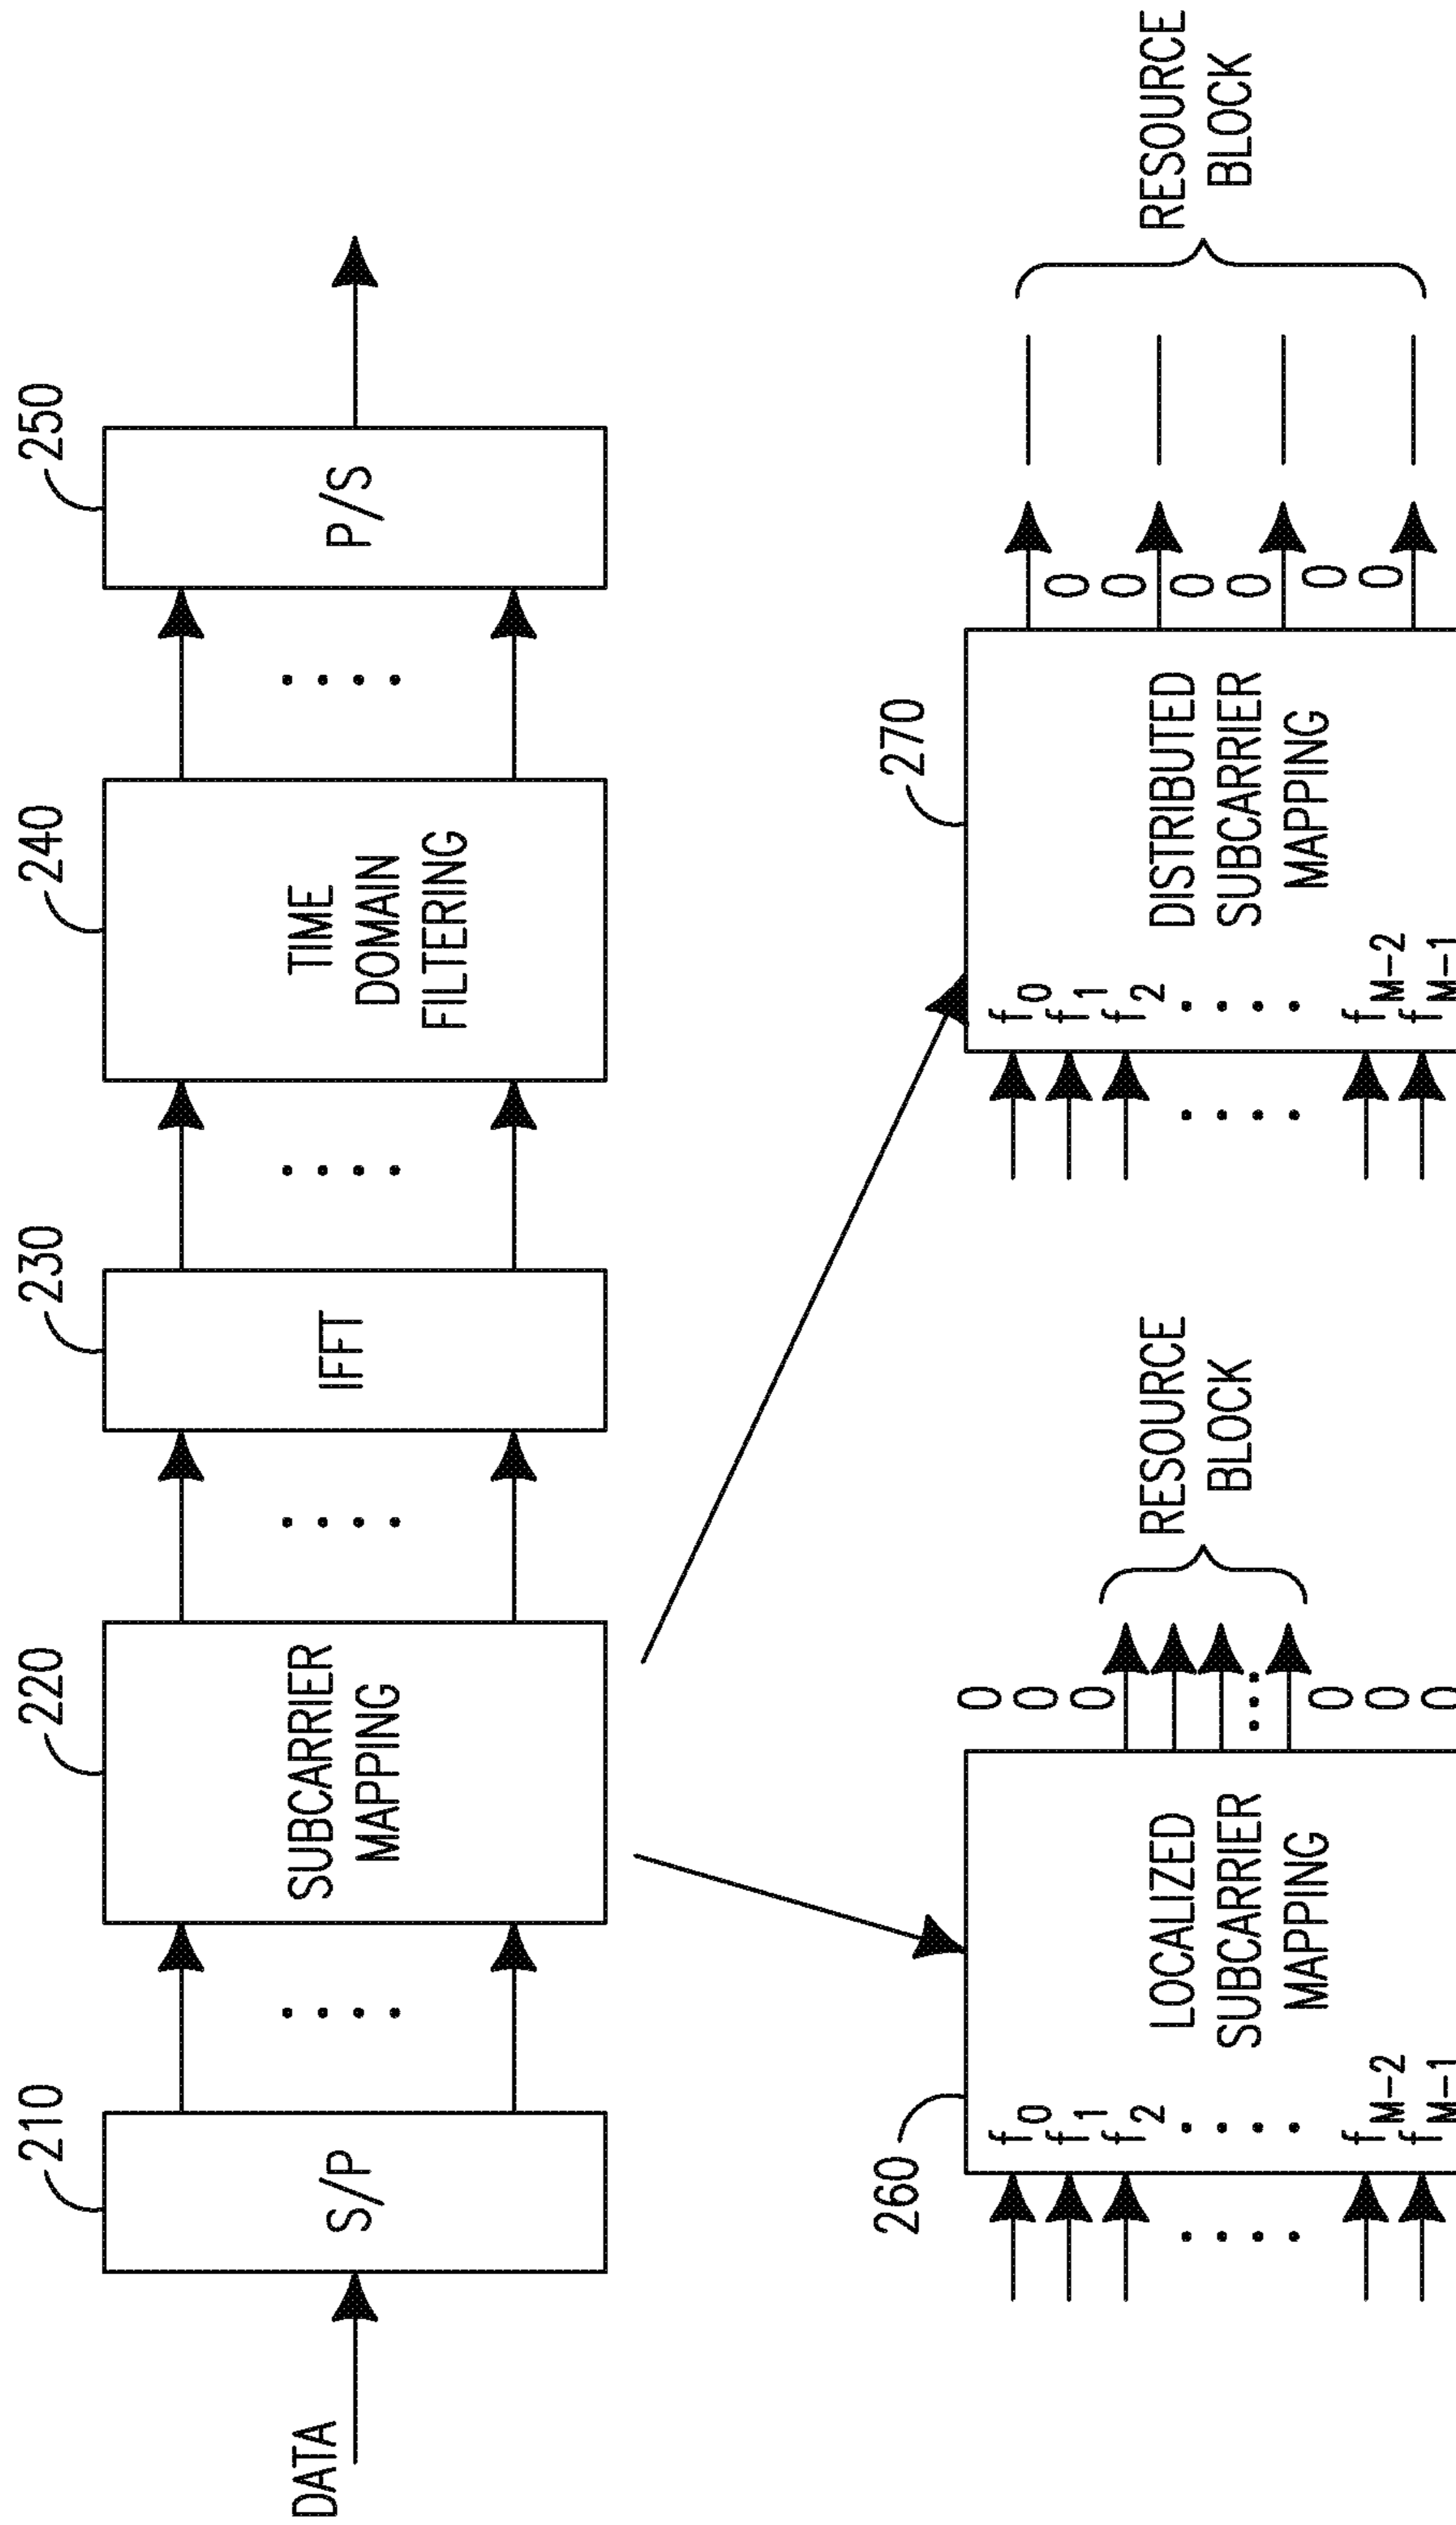 DATA
210
S/P
220
SUBCARRIER
MAPPING
230
IFFT
240
TIME
DOMAIN
FILTERING
250
P/S
260
f0
f1
f2
fM-2
fM-1
LOCALIZED
SUBCARRIER
MAPPING
0
0
0
0
0
0
RESOURCE
BLOCK
270
f0
f1
f2
fM-2
fM-1
DISTRIBUTED
SUBCARRIER
MAPPING
0
0
0
0
0
0
RESOURCE
BLOCK